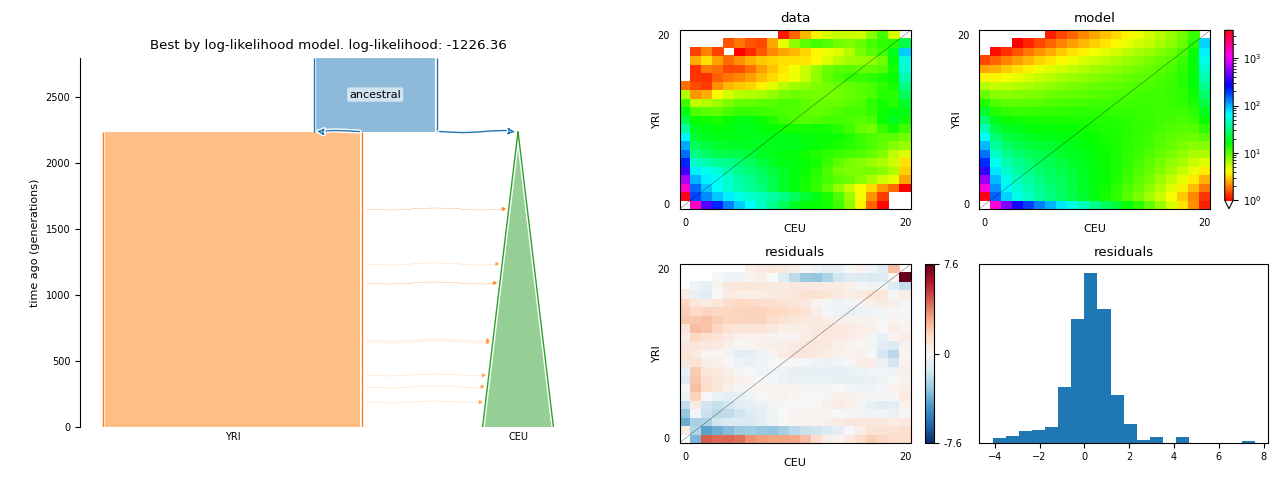 Best by log-likelihood model. log-likelihood: -1226.36
time ago (generations)
2500
2000
1500
1000
500
0
ancestral
YRI
CEU
data
20
YRI
0
0
CEU
20
model
20
YRI
0
0
CEU
20
10³
10²
10¹
10⁰
residuals
20
YRI
0
0
CEU
20
7.6
0
-7.6
residuals
−4
−2
0
2
4
6
8